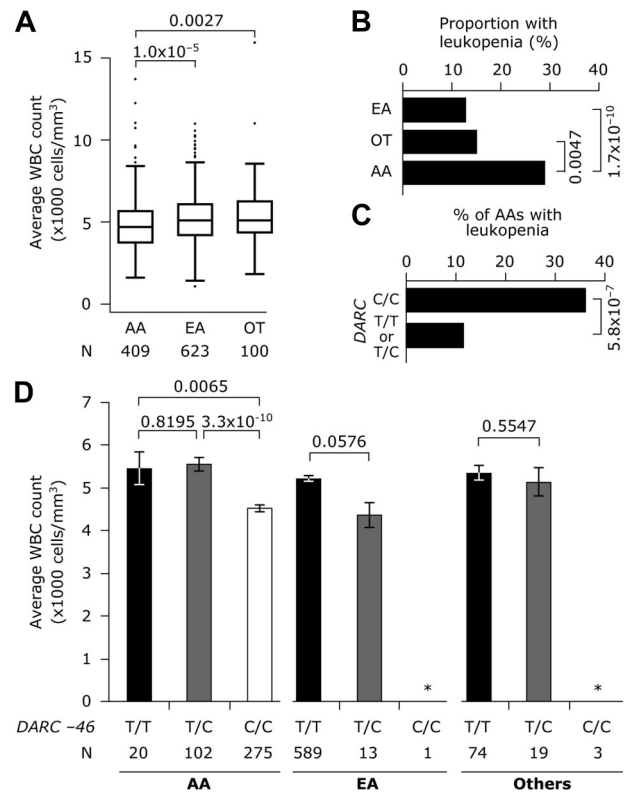 A
0.0027
1.0x10⁻⁵
15
10
5
0
Average WBC count
(x1000 cells/mm³)
AA EA OT
N 409 623 100
B
Proportion with
leukopenia (%)
0 10 20 30 40
EA
OT
AA
0.0047
1.7x10⁻¹⁰
C
% of AAs with
leukopenia
0 10 20 30 40
DARC
C/C
T/T
or
T/C
5.8x10⁻⁷
D
0.0065
0.8195 3.3x10⁻¹⁰
0.0576
0.5547
7
6
5
4
3
2
1
0
Average WBC count
(x1000 cells/mm³)
* *
DARC −46 T/T T/C C/C T/T T/C C/C T/T T/C C/C
N 20 102 275 589 13 1 74 19 3
AA EA Others